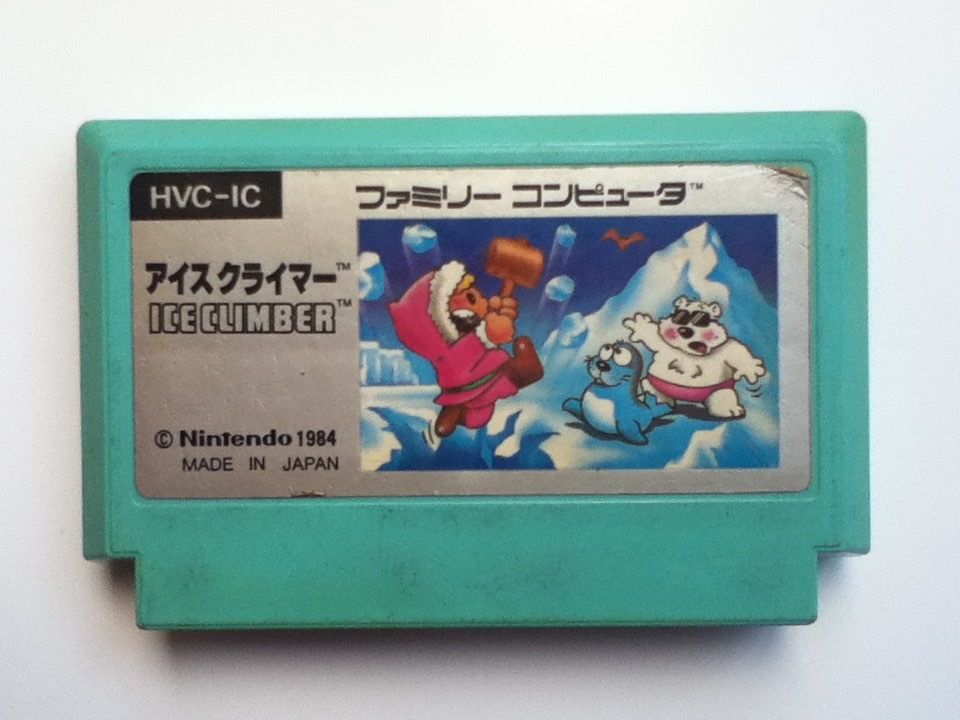 HVC-IC
ファミリー コンピュータ™
アイスクライマー™
ICE CLIMBER™
© Nintendo 1984
MADE IN JAPAN